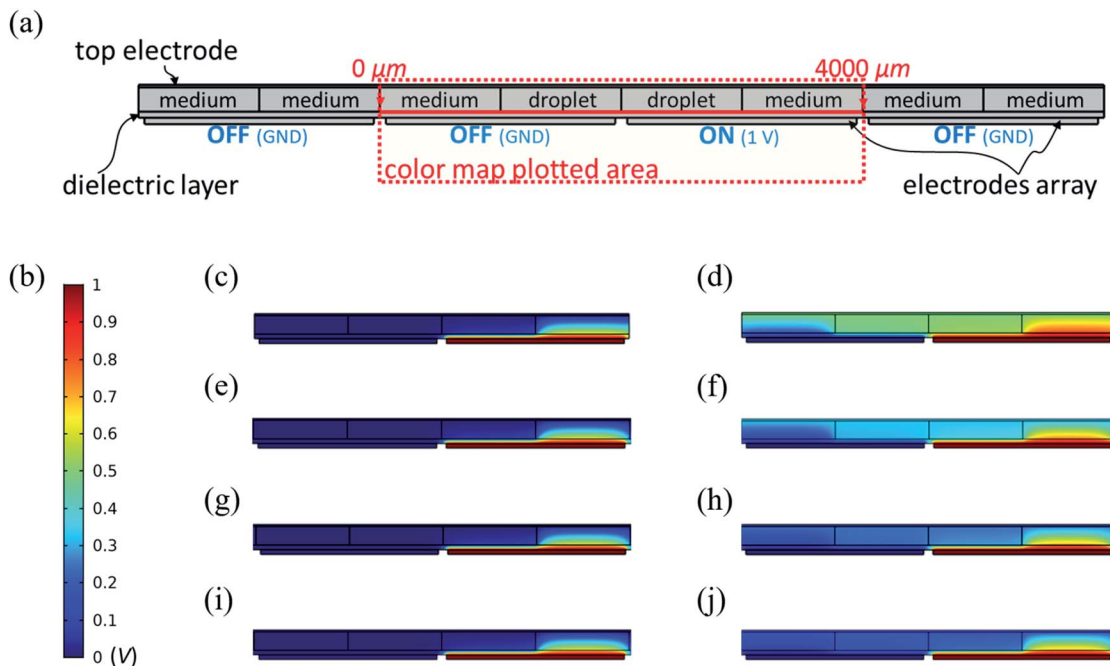 (a)
top electrode
0 μm
4000 μm
medium medium medium droplet droplet medium medium medium
OFF (GND) OFF (GND) ON (1 V) OFF (GND)
color map plotted area
dielectric layer
electrodes array
(b)
1
0.9
0.8
0.7
0.6
0.5
0.4
0.3
0.2
0.1
0 (V)
(c)
(d)
(e)
(f)
(g)
(h)
(i)
(j)